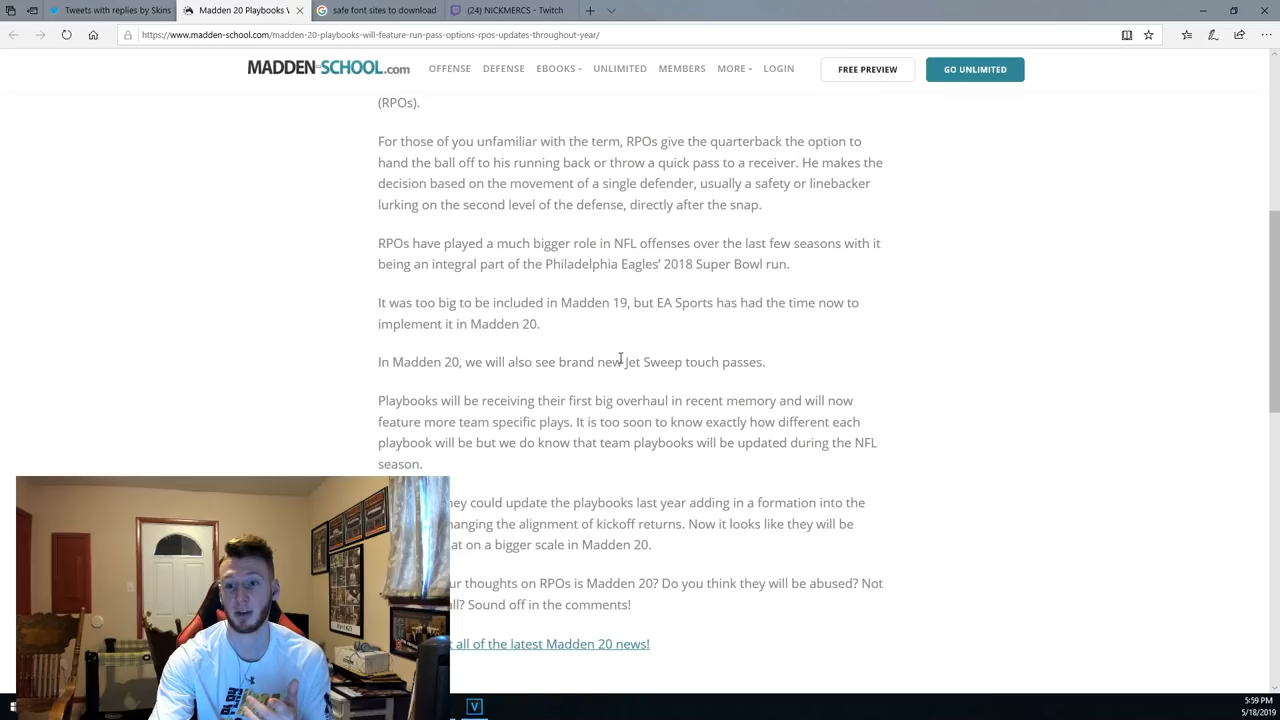 Tweets with replies by Skins
Madden 20 Playbooks V
safe font sites to download
(24) NICKMERCS - Twitch
https://www.madden-school.com/madden-20-playbooks-will-feature-run-pass-options-rpos-updates-throughout-year/
MADDEN-SCHOOL.com
OFFENSE
DEFENSE
EBOOKS
UNLIMITED
MEMBERS
MORE
LOGIN
FREE PREVIEW
GO UNLIMITED
(RPOs).
For those of you unfamiliar with the term, RPOs give the quarterback the option to
hand the ball off to his running back or throw a quick pass to a receiver. He makes the
decision based on the movement of a single defender, usually a safety or linebacker
lurking on the second level of the defense, directly after the snap.
RPOs have played a much bigger role in NFL offenses over the last few seasons with it
being an integral part of the Philadelphia Eagles’ 2018 Super Bowl run.
It was too big to be included in Madden 19, but EA Sports has had the time now to
implement it in Madden 20.
In Madden 20, we will also see brand new Jet Sweep touch passes.
Playbooks will be receiving their first big overhaul in recent memory and will now
feature more team specific plays. It is too soon to know exactly how different each
playbook will be but we do know that team playbooks will be updated during the NFL
season.
they could update the playbooks last year adding in a formation into the
changing the alignment of kickoff returns. Now it looks like they will be
at on a bigger scale in Madden 20.
ur thoughts on RPOs is Madden 20? Do you think they will be abused? Not
all? Sound off in the comments!
all of the latest Madden 20 news!
V
5:59 PM
5/18/2019